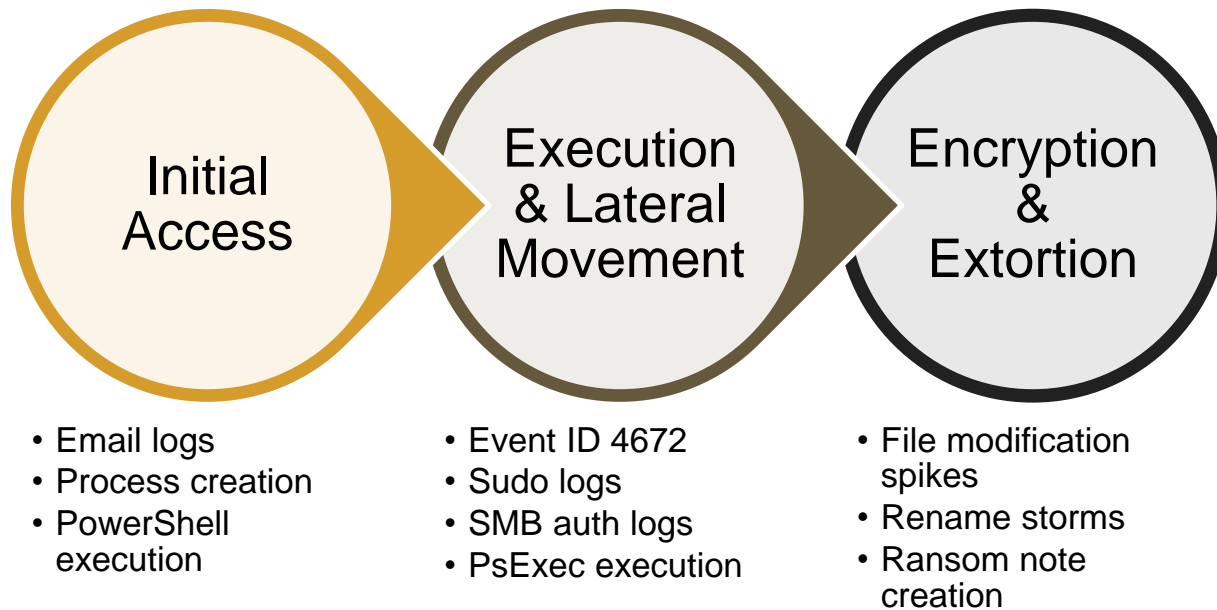 Initial
Access
Execution
& Lateral
Movement
Encryption
&
Extortion
• Email logs
• Process creation
• PowerShell
execution
• Event ID 4672
• Sudo logs
• SMB auth logs
• PsExec execution
• File modification
spikes
• Rename storms
• Ransom note
creation